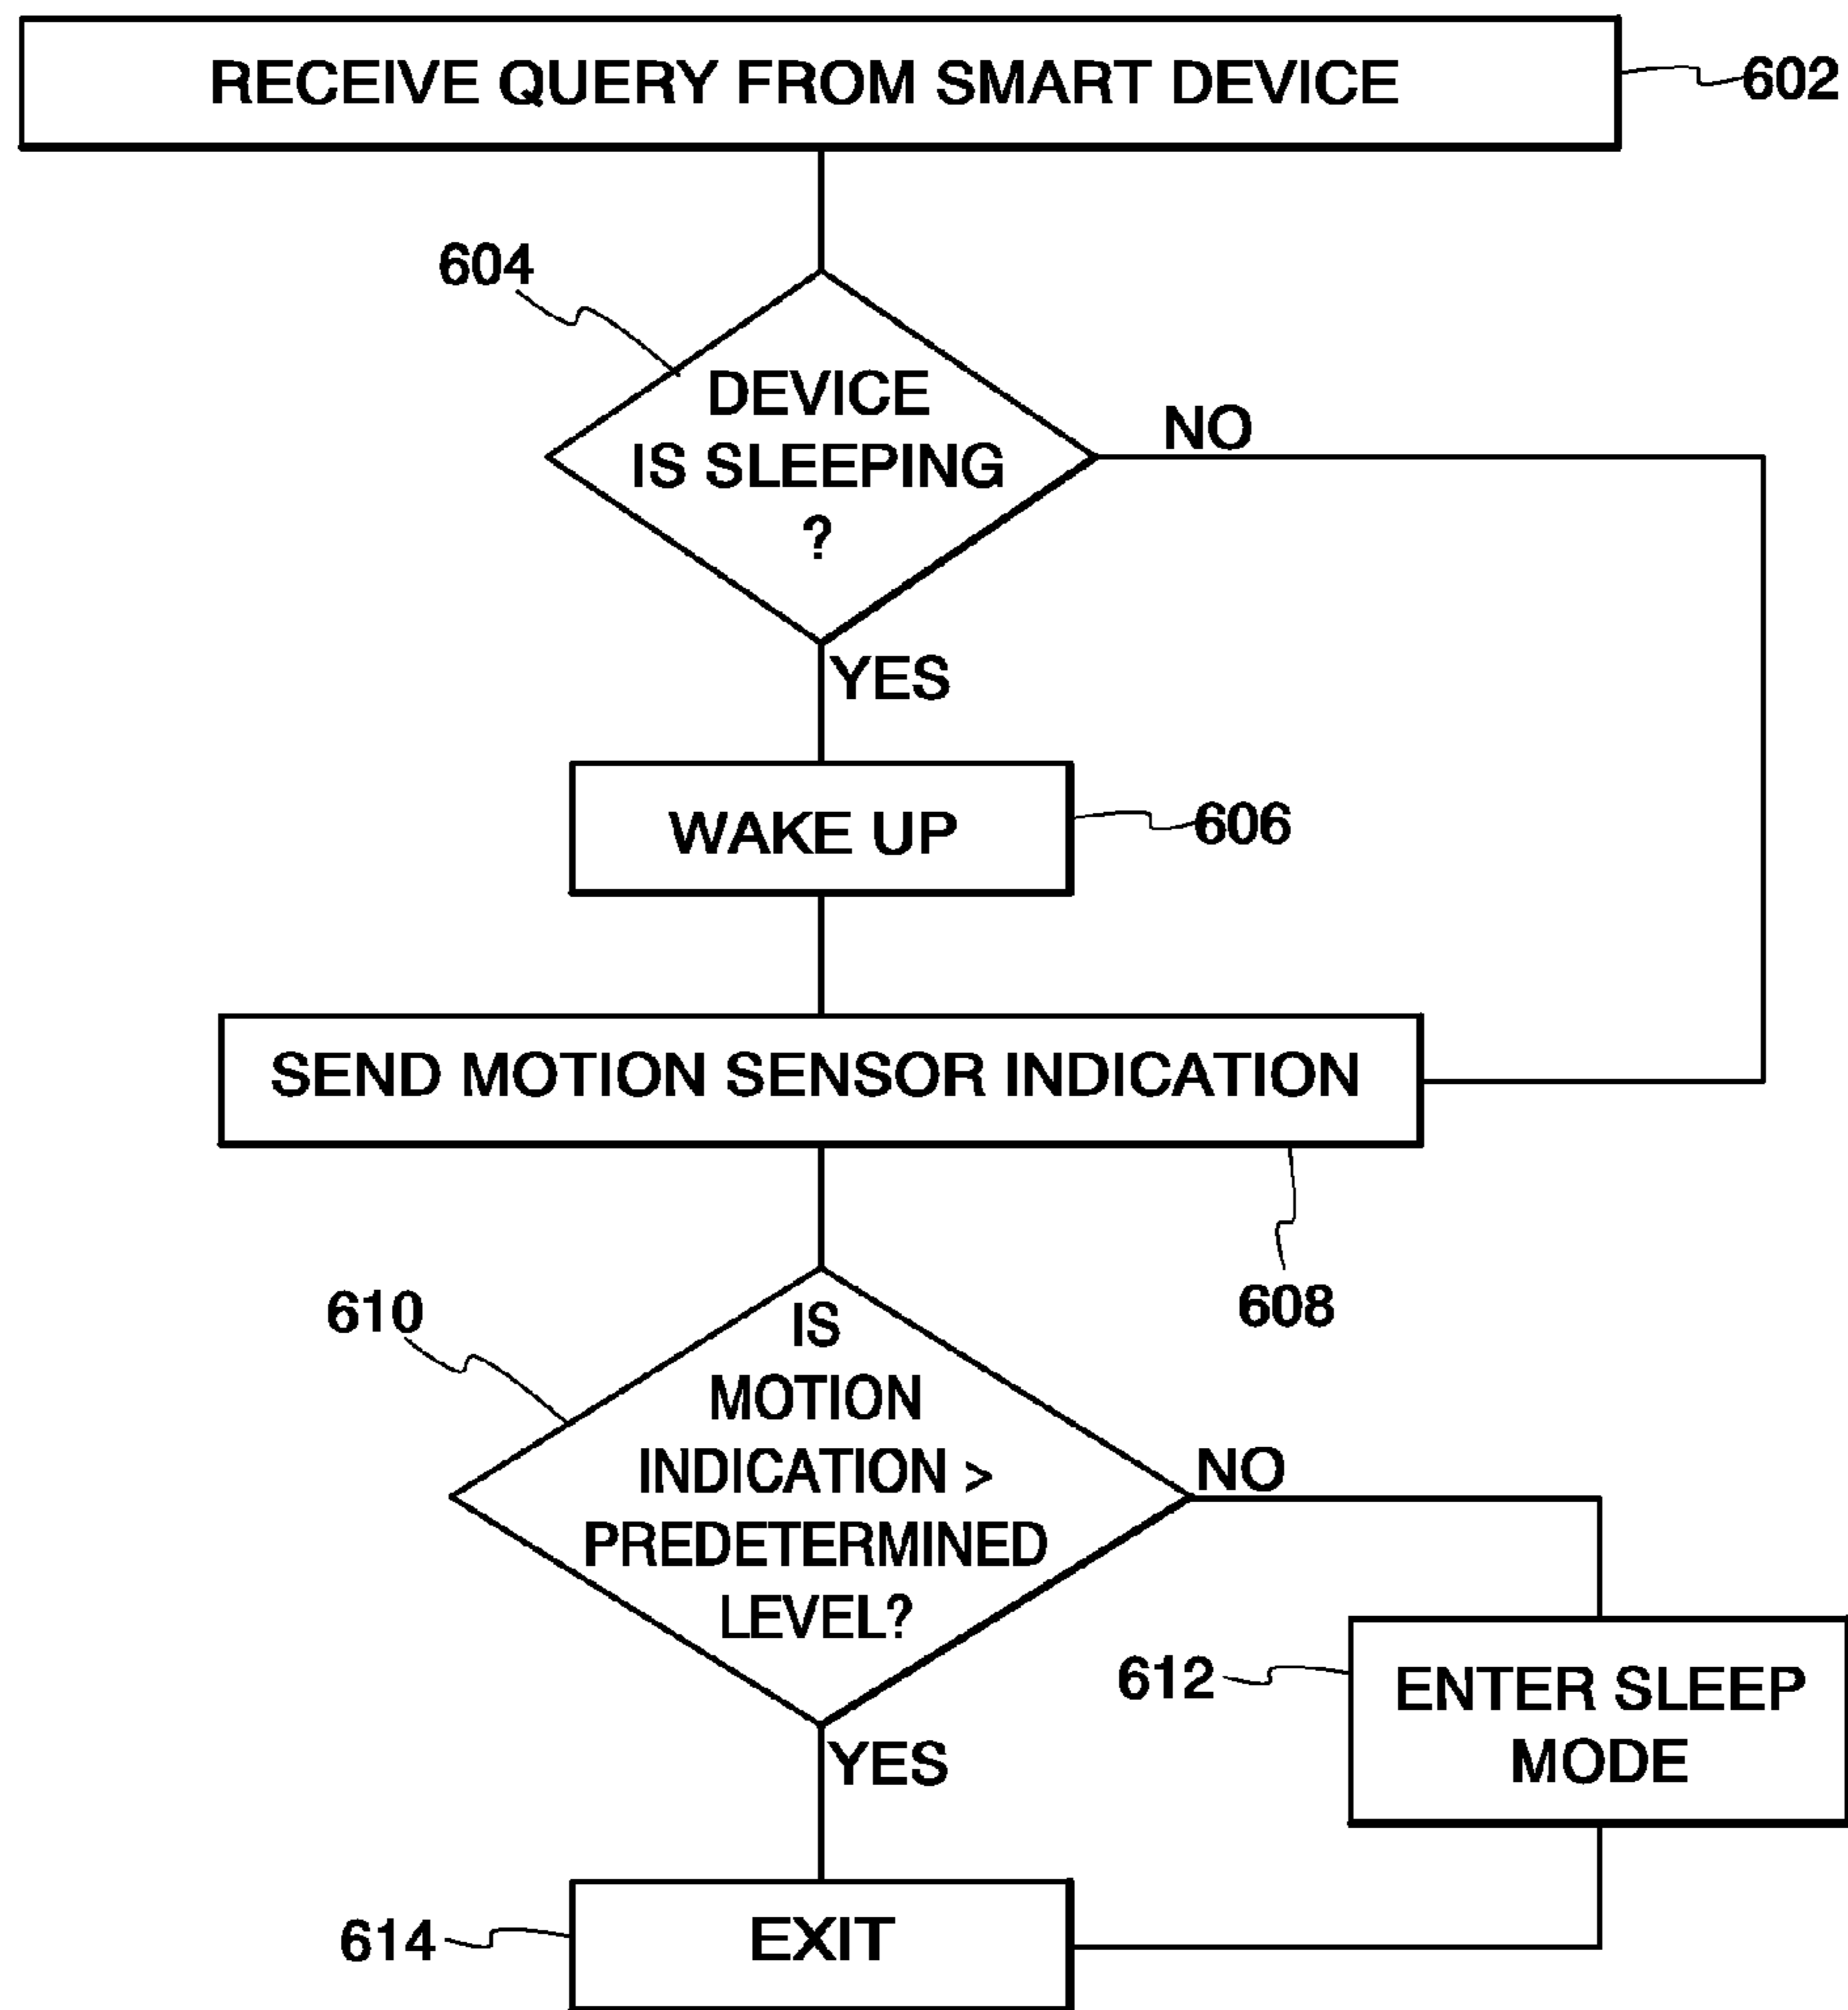 RECEIVE QUERY FROM SMART DEVICE
602
604
DEVICE
IS SLEEPING
?
NO
YES
WAKE UP
606
SEND MOTION SENSOR INDICATION
608
610
IS
MOTION
INDICATION >
PREDETERMINED
LEVEL?
NO
YES
612
ENTER SLEEP
MODE
614
EXIT